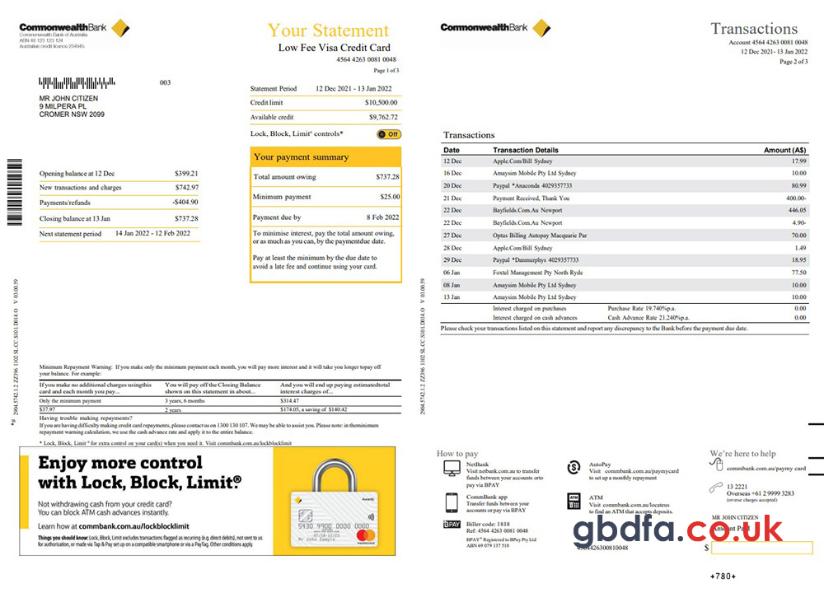 CommonwealthBank
Commonwealth Bank of Australia
ABN 48 123 123 124
Your Statement
Low Fee Visa Credit Card
4564 4263 0081 0048
Page 1 of 3
003
MR JOHN CITIZEN
9 MILPERA PL
CROMER NSW 2099
Statement Period 12 Dec 2021 - 13 Jan 2022
Credit limit $10,500.00
Available credit $9,762.72
Lock, Block, Limit® controls* Off
Your payment summary
Total amount owing $737.28
Minimum payment $25.00
Payment due by 8 Feb 2022
To minimise interest, pay the total amount owing,
or as much as you can, by the paymentdue date.
Pay at least the minimum by the due date to
avoid a late fee and continue using your card.
Opening balance at 12 Dec $399.21
New transactions and charges $742.97
Payments/refunds -$404.90
Closing balance at 13 Jan $737.28
Next statement period 14 Jan 2022 - 12 Feb 2022
Minimum Repayment Warning: If you make only the minimum payment each month, you will pay more interest and it will take you longer to pay off
your balance. For example:
If you make no additional charges using this
card and each month you pay...
You will pay off the Closing Balance
shown on this statement in about...
And you will end up paying estimated total
interest charges of...
Only the minimum 3 years, 6 months $314.47
$37.97 2 years $174.05, a saving of $140.42
Having trouble making repayments?
If you are having difficulty making credit card repayments, please contact us on 1300 130 107. We may be able to assist you. Please note: in the minimum
repayment warning calculation, we use the cash advance rate and apply it to the entire balance.
* Lock, Block, Limit® for extra control on your card(s) when you need it. Visit commbank.com.au/lockblocklimit
Enjoy more control
with Lock, Block, Limit®
Not withdrawing cash from your credit card?
You can block ATM cash advances instantly.
Learn how at commbank.com.au/lockblocklimit
Things you should know: Lock, Block, Limit excludes transactions flagged as recurring (e.g. direct debits), not sent to us
for authorisation, or made via Tap & Pay set up on a compatible smartphone or via a PayTag. Other conditions apply.
CommonwealthBank
Transactions
Account 4564 4263 0081 0048
12 Dec 2021- 13 Jan 2022
Page 2 of 3
Transactions
Date Transaction Details Amount (A$)
12 Dec Apple.Com/Bill Sydney 17.99
16 Dec Amaysim Mobile Pty Ltd Sydney 10.00
20 Dec Paypal *Anaconda 4029357733 80.99
21 Dec Payment Received, Thank You 400.00-
22 Dec Bayfields.Com.Au Newport 446.05
22 Dec Bayfields.Com.Au Newport 4.90-
27 Dec Optus Billing Autopay Macquarie Par 70.00
28 Dec Apple.Com/Bill Sydney 1.49
29 Dec Paypal *Danmurphys 4029357733 18.95
06 Jan Foxtel Management Pty North Ryde 77.50
08 Jan Amaysim Mobile Pty Ltd Sydney 10.00
13 Jan Amaysim Mobile Pty Ltd Sydney 10.00
Interest charged on purchases Purchase Rate 19.740%p.a. 0.00
Interest charged on cash advances Cash Advance Rate 21.240%p.a. 0.00
Please check your transactions listed on this statement and report any discrepancy to the Bank before the payment due date.
How to pay
NetBank
Visit netbank.com.au to transfer
funds between your accounts or to
pay via BPAY
CommBank app
Transfer funds between your
accounts or to pay via BPAY
BPAY
Biller code: 1818
Ref: 4564 4263 0081 0048
BPAY® Registered to BPay Pty Ltd
ABN 69 079 137 518
AutoPay
Visit commbank.com.au/paymycard
to set up a monthly repayment
ATM
Visit commbank.com.au/locateus
to find an ATM that accepts deposits.
We're here to help
commbank.com.au/paymy card
13 2221
Overseas +61 2 9999 3283
(reverse charges accepted)
MR JOHN CITIZEN
gbdfa.co.uk
$
+780+